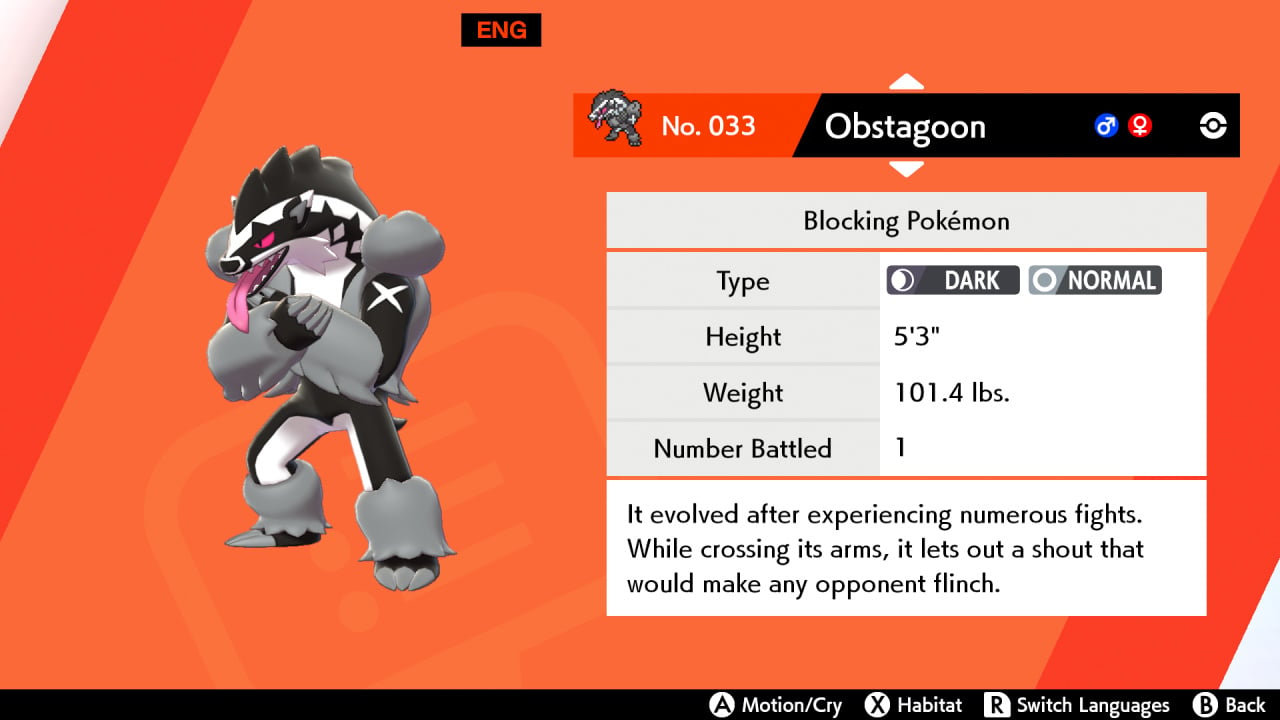 ENG
No. 033 Obstagoon
Blocking Pokémon
Type DARK NORMAL
Height 5'3"
Weight 101.4 lbs.
Number Battled 1
It evolved after experiencing numerous fights.
While crossing its arms, it lets out a shout that
would make any opponent flinch.
A Motion/Cry X Habitat R Switch Languages B Back